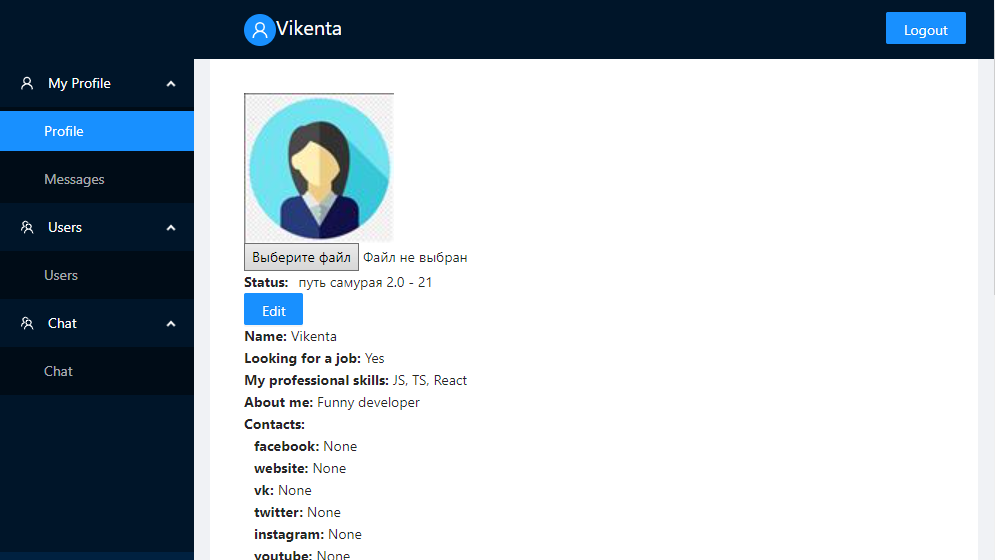 Vikenta
Logout
My Profile
Profile
Messages
Users
Users
Chat
Chat
Выберите файл Файл не выбран
Status: путь самурая 2.0 - 21
Edit
Name: Vikenta
Looking for a job: Yes
My professional skills: JS, TS, React
About me: Funny developer
Contacts:
facebook: None
website: None
vk: None
twitter: None
instagram: None
youtube: None